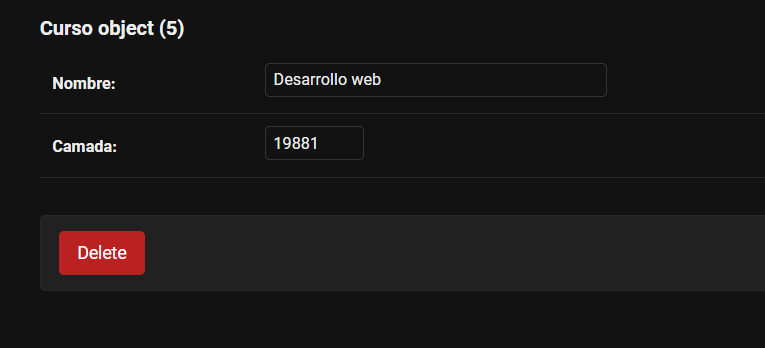 Curso object (5)
Nombre: Desarrollo web
Camada: 19881
Delete